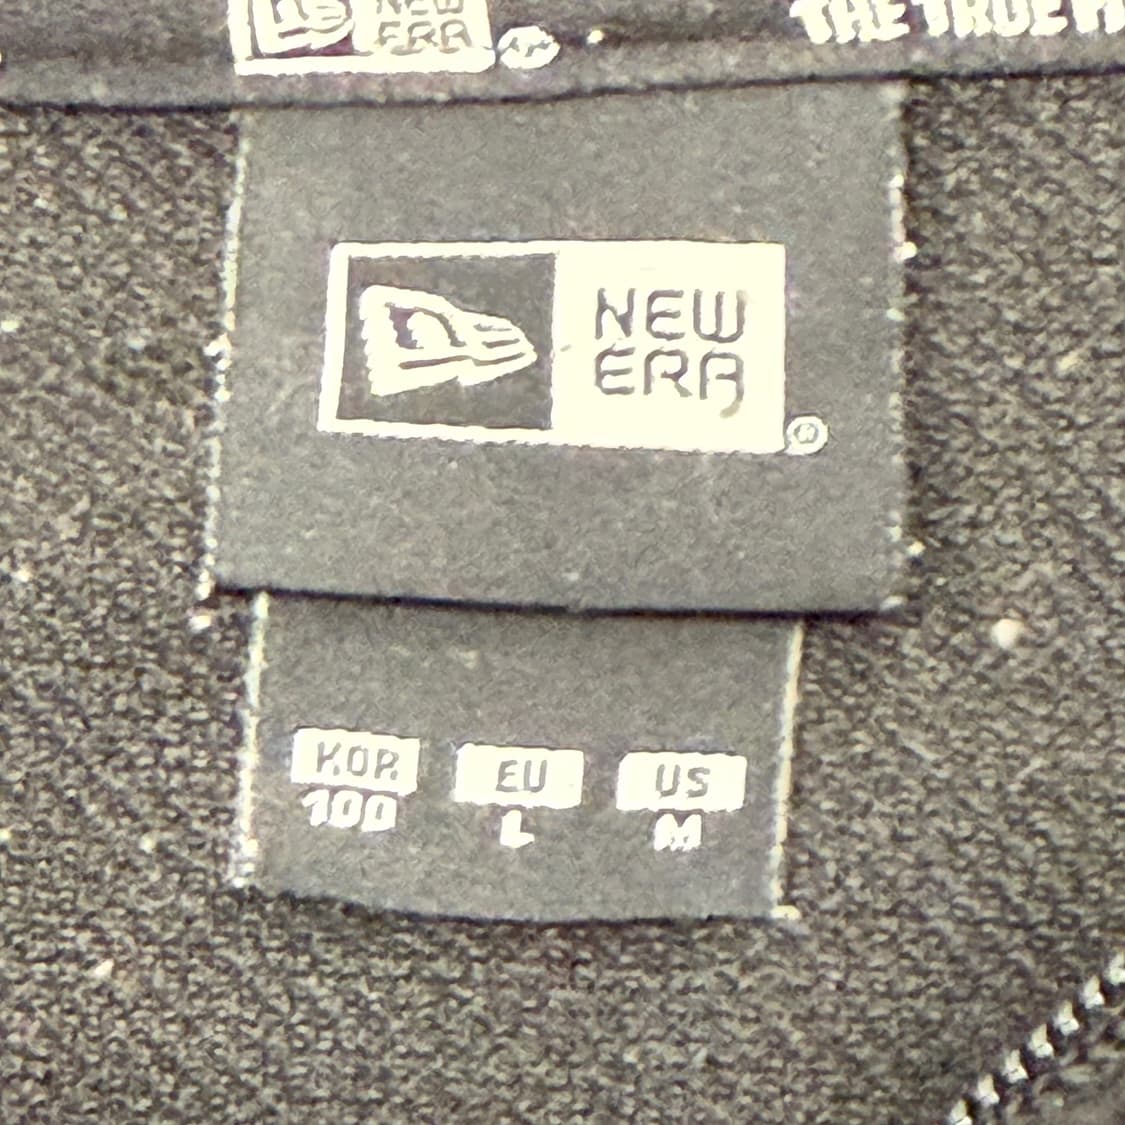 NEW
ERA
THE TRUE
NEW
ERA
®
KOR EU US
100 L M